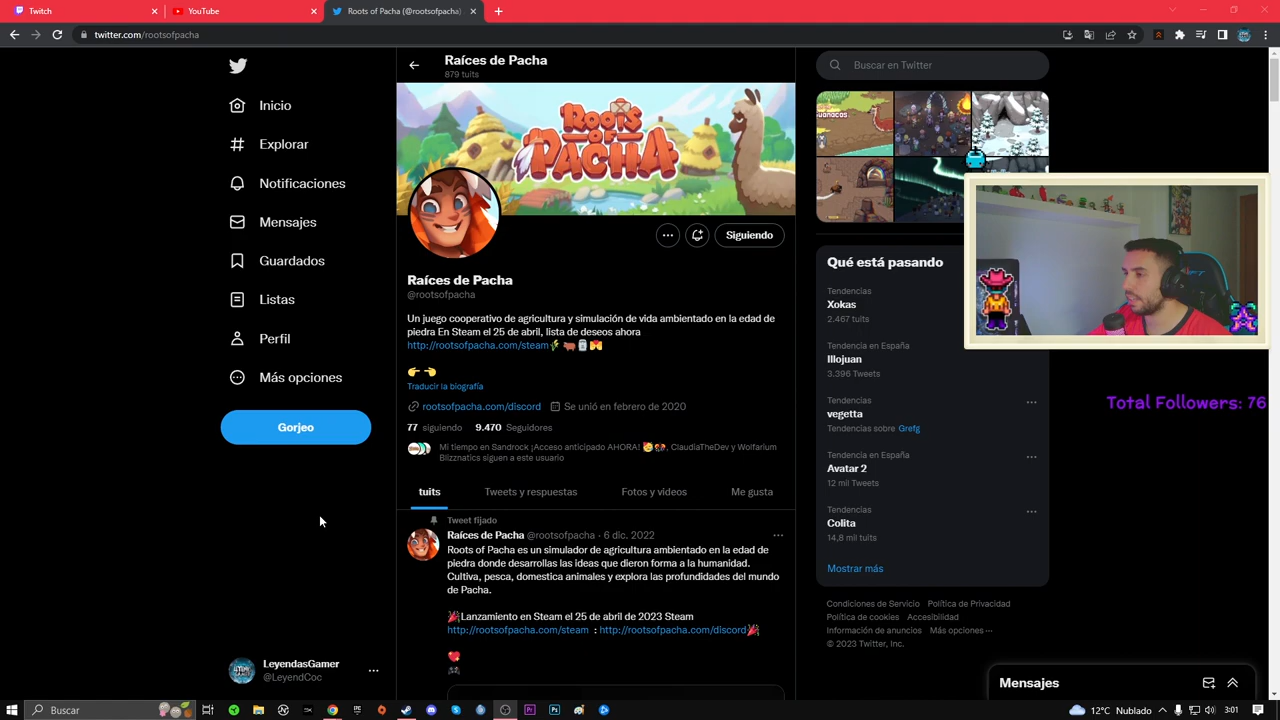 Twitch
YouTube
Roots of Pacha (@rootsofpacha)
twitter.com/rootsofpacha
Raíces de Pacha
879 tuits
Buscar en Twitter
Inicio
Explorar
Notificaciones
Mensajes
Guardados
Listas
Perfil
Más opciones
Gorjeo
LeyendasGamer
@LeyendCoc
ROOTS OF PACHA
Siguiendo
Raíces de Pacha
@rootsofpacha
Un juego cooperativo de agricultura y simulación de vida ambientado en la edad de
piedra En Steam el 25 de abril, lista de deseos ahora
http://rootsofpacha.com/steam
Traducir la biografía
rootsofpacha.com/discord Se unió en febrero de 2020
77 siguiendo 9.470 Seguidores
Mi tiempo en Sandrock ¡Acceso anticipado AHORA! , ClaudiaTheDev y Wolfarium
Blizznatics siguen a este usuario
tuits Tweets y respuestas Fotos y videos Me gusta
Tweet fijado
Raíces de Pacha @rootsofpacha · 6 dic. 2022
Roots of Pacha es un simulador de agricultura ambientado en la edad de
piedra donde desarrollas las ideas que dieron forma a la humanidad.
Cultiva, pesca, domestica animales y explora las profundidades del mundo
de Pacha.
Lanzamiento en Steam el 25 de abril de 2023 Steam
http://rootsofpacha.com/steam : http://rootsofpacha.com/discord
Qué está pasando
Tendencias
Xokas
2.467 tuits
Tendencia en España
Illojuan
3.396 Tweets
Tendencias
vegetta
Tendencias sobre Grefg
Tendencia en España
Avatar 2
12 mil Tweets
Tendencias
Colita
14,8 mil tuits
Mostrar más
Condiciones de Servicio Política de Privacidad
Política de cookies Accesibilidad
Información de anuncios Más opciones ···
© 2023 Twitter, Inc.
Total Followers: 76
Mensajes
Buscar
12°C Nublado
3:01